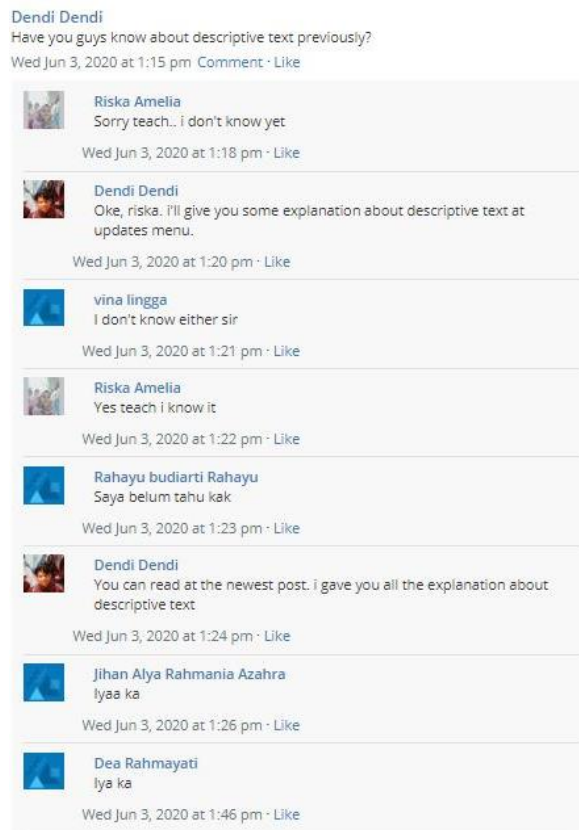 Dendi Dendi
Have you guys know about descriptive text previously?
Wed Jun 3, 2020 at 1:15 pm Comment · Like
Riska Amelia
Sorry teach.. i don't know yet
Wed Jun 3, 2020 at 1:18 pm · Like
Dendi Dendi
Oke, riska. i'll give you some explanation about descriptive text at
updates menu.
Wed Jun 3, 2020 at 1:20 pm · Like
vina lingga
I don't know either sir
Wed Jun 3, 2020 at 1:21 pm · Like
Riska Amelia
Yes teach i know it
Wed Jun 3, 2020 at 1:22 pm · Like
Rahayu budiarti Rahayu
Saya belum tahu kak
Wed Jun 3, 2020 at 1:23 pm · Like
Dendi Dendi
You can read at the newest post. i gave you all the explanation about
descriptive text
Wed Jun 3, 2020 at 1:24 pm · Like
Jihan Alya Rahmania Azahra
Iyaa ka
Wed Jun 3, 2020 at 1:26 pm · Like
Dea Rahmayati
Iya ka
Wed Jun 3, 2020 at 1:46 pm · Like